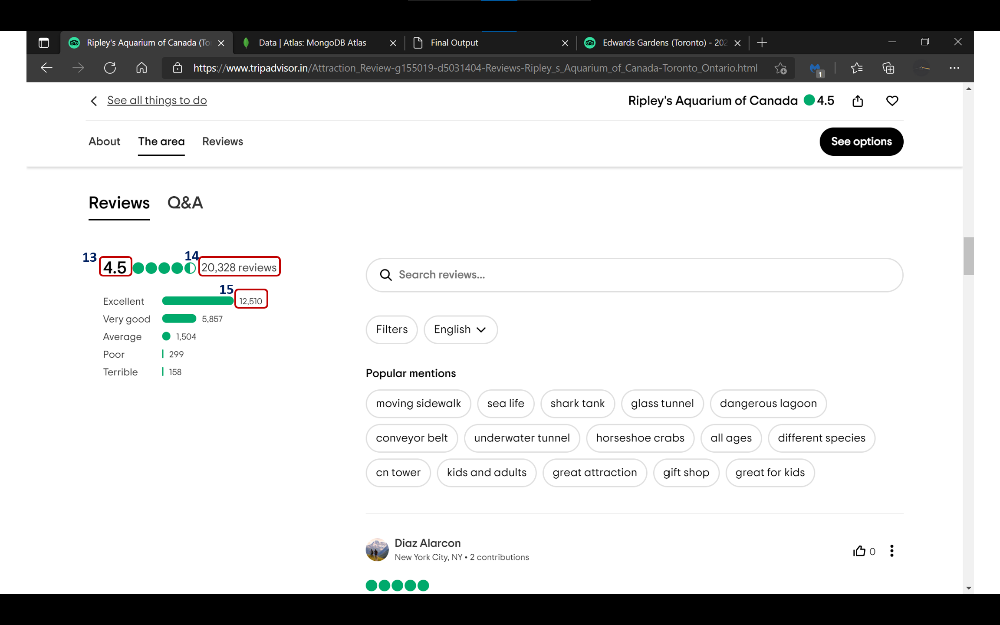 Ripley's Aquarium of Canada (To
Data | Atlas: MongoDB Atlas
Final Output
Edwards Gardens (Toronto) - 202
https://www.tripadvisor.in/Attraction_Review-g155019-d5031404-Reviews-Ripley_s_Aquarium_of_Canada-Toronto_Ontario.html
1
See all things to do
Ripley's Aquarium of Canada 4.5
About The area Reviews
See options
Reviews Q&A
13 14
4.5 20,328 reviews
15
Excellent 12,510
Very good 5,857
Average 1,504
Poor 299
Terrible 158
Search reviews...
Filters English
Popular mentions
moving sidewalk sea life shark tank glass tunnel dangerous lagoon
conveyor belt underwater tunnel horseshoe crabs all ages different species
cn tower kids and adults great attraction gift shop great for kids
Diaz Alarcon
New York City, NY • 2 contributions
0